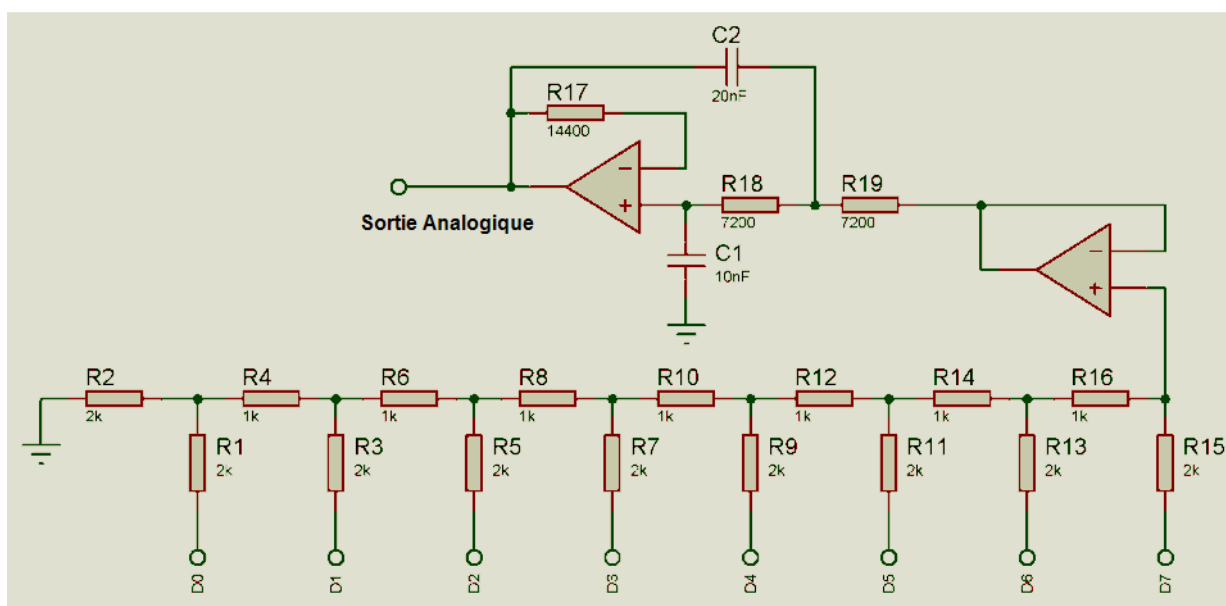 C2
20nF
R17
14400
−
+
R18
7200
R19
7200
Sortie Analogique
C1
10nF
−
+
R2
2k
R4
1k
R6
1k
R8
1k
R10
1k
R12
1k
R14
1k
R16
1k
R1
2k
R3
2k
R5
2k
R7
2k
R9
2k
R11
2k
R13
2k
R15
2k
D0
D1
D2
D3
D4
D5
D6
D7